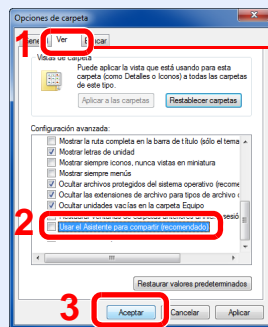 Opciones de carpeta
1
Ver
Vistas de carpeta
Puede aplicar la vista que está usando para esta
carpeta (como Detalles o Iconos) a todas las carpetas
de este tipo.
Aplicar a las carpetas
Restablecer carpetas
Configuración avanzada:
Mostrar la ruta completa en la barra de título (sólo el tema
Mostrar letras de unidad
Mostrar siempre iconos, nunca vistas en miniatura
Mostrar siempre menús
Ocultar archivos protegidos del sistema operativo (recome
Ocultar las extensiones de archivo para tipos de archivo
Ocultar unidades vacías en la carpeta Equipo
2
Usar el Asistente para compartir (recomendado)
Restaurar valores predeterminados
3
Aceptar
Cancelar
Aplicar